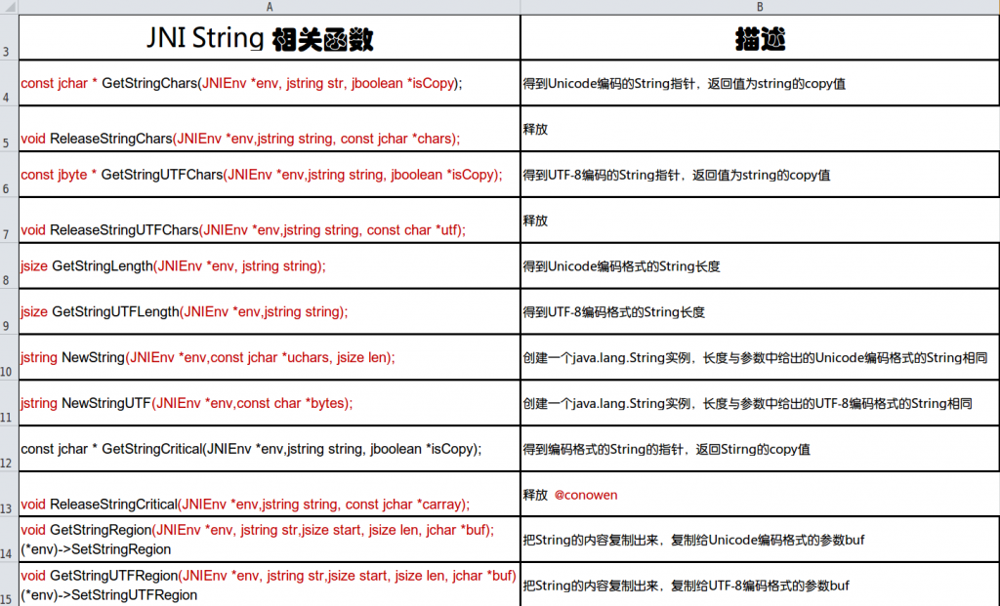 A B
3 JNI String 相关函数 描述
4 const jchar * GetStringChars(JNIEnv *env, jstring str, jboolean *isCopy); 得到Unicode编码的String指针，返回值为string的copy值
5 void ReleaseStringChars(JNIEnv *env,jstring string, const jchar *chars); 释放
6 const jbyte * GetStringUTFChars(JNIEnv *env,jstring string, jboolean *isCopy); 得到UTF-8编码的String指针，返回值为string的copy值
7 void ReleaseStringUTFChars(JNIEnv *env,jstring string, const char *utf); 释放
8 jsize GetStringLength(JNIEnv *env, jstring string); 得到Unicode编码格式的String长度
9 jsize GetStringUTFLength(JNIEnv *env,jstring string); 得到UTF-8编码格式的String长度
10 jstring NewString(JNIEnv *env,const jchar *uchars, jsize len); 创建一个java.lang.String实例，长度与参数中给出的Unicode编码格式的String相同
11 jstring NewStringUTF(JNIEnv *env,const char *bytes); 创建一个java.lang.String实例，长度与参数中给出的UTF-8编码格式的String相同
12 const jchar * GetStringCritical(JNIEnv *env,jstring string, jboolean *isCopy); 得到编码格式的String的指针，返回Stirng的copy值
13 void ReleaseStringCritical(JNIEnv *env,jstring string, const jchar *carray); 释放 @conowen
14 void GetStringRegion(JNIEnv *env, jstring str,jsize start, jsize len, jchar *buf);
(*env)->SetStringRegion 把String的内容复制出来，复制给Unicode编码格式的参数buf
15 void GetStringUTFRegion(JNIEnv *env, jstring str,jsize start, jsize len, jchar *buf)
(*env)->SetStringUTFRegion 把String的内容复制出来，复制给UTF-8编码格式的参数buf